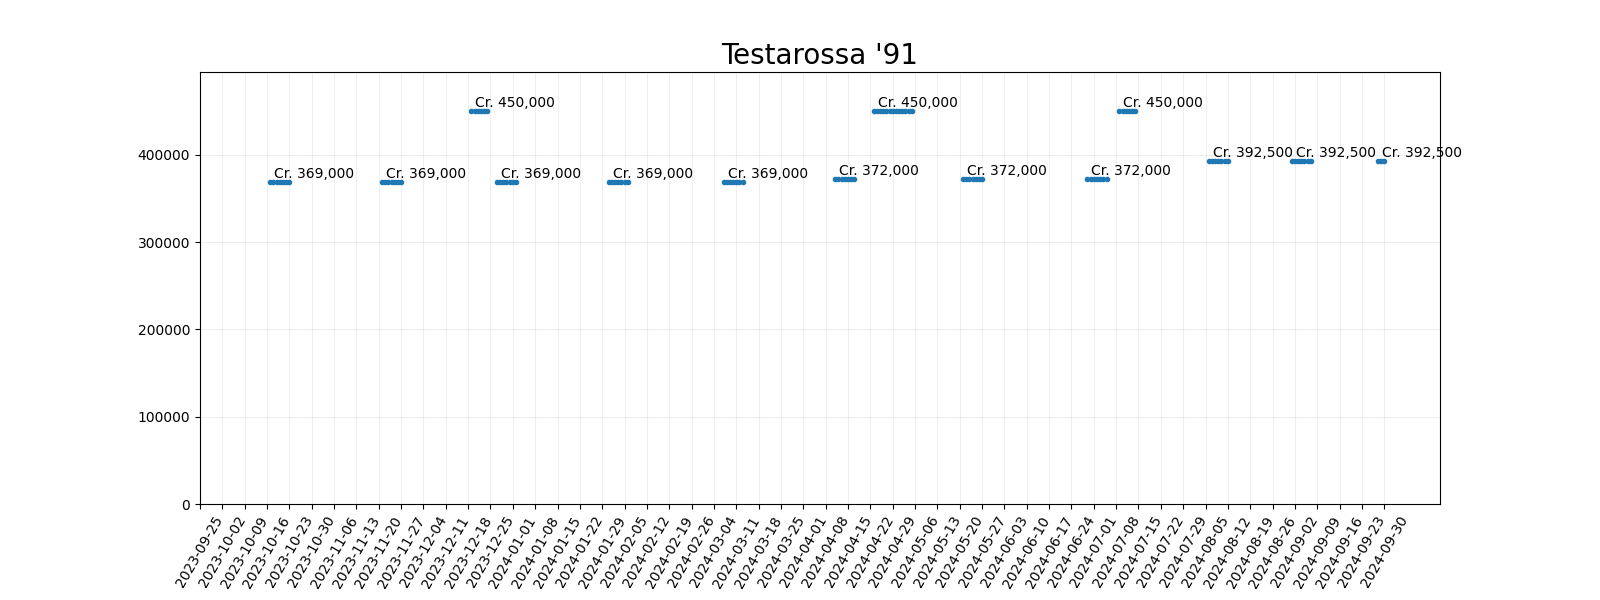 Testarossa '91
Cr. 450,000 Cr. 450,000 Cr. 450,000
400000
Cr. 392,500 Cr. 392,500 Cr. 392,500
Cr. 369,000 Cr. 369,000 Cr. 369,000 Cr. 369,000 Cr. 369,000 Cr. 372,000 Cr. 372,000 Cr. 372,000
300000
200000
100000
0
2023-09-25 2023-10-02 2023-10-09 2023-10-16 2023-10-23 2023-10-30 2023-11-06 2023-11-13 2023-11-20 2023-11-27 2023-12-04 2023-12-11 2023-12-18 2023-12-25 2024-01-01 2024-01-08 2024-01-15 2024-01-22 2024-01-29 2024-02-05 2024-02-12 2024-02-19 2024-02-26 2024-03-04 2024-03-11 2024-03-18 2024-03-25 2024-04-01 2024-04-08 2024-04-15 2024-04-22 2024-04-29 2024-05-06 2024-05-13 2024-05-20 2024-05-27 2024-06-03 2024-06-10 2024-06-17 2024-06-24 2024-07-01 2024-07-08 2024-07-15 2024-07-22 2024-07-29 2024-08-05 2024-08-12 2024-08-19 2024-08-26 2024-09-02 2024-09-09 2024-09-16 2024-09-23 2024-09-30